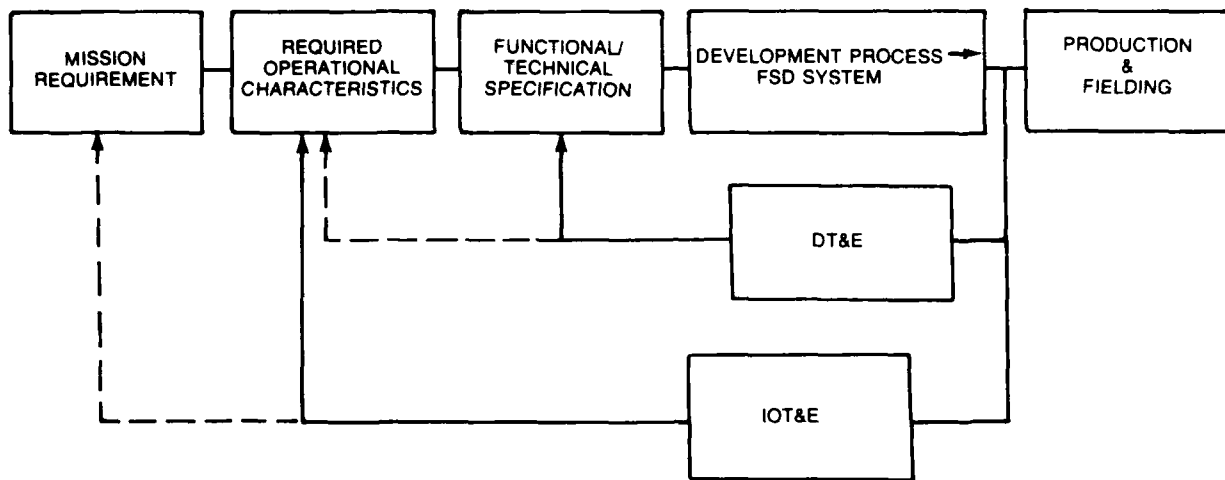 MISSION
REQUIREMENT
REQUIRED
OPERATIONAL
CHARACTERISTICS
FUNCTIONAL/
TECHNICAL
SPECIFICATION
DEVELOPMENT PROCESS
FSD SYSTEM
PRODUCTION
&
FIELDING
DT&E
IOT&E